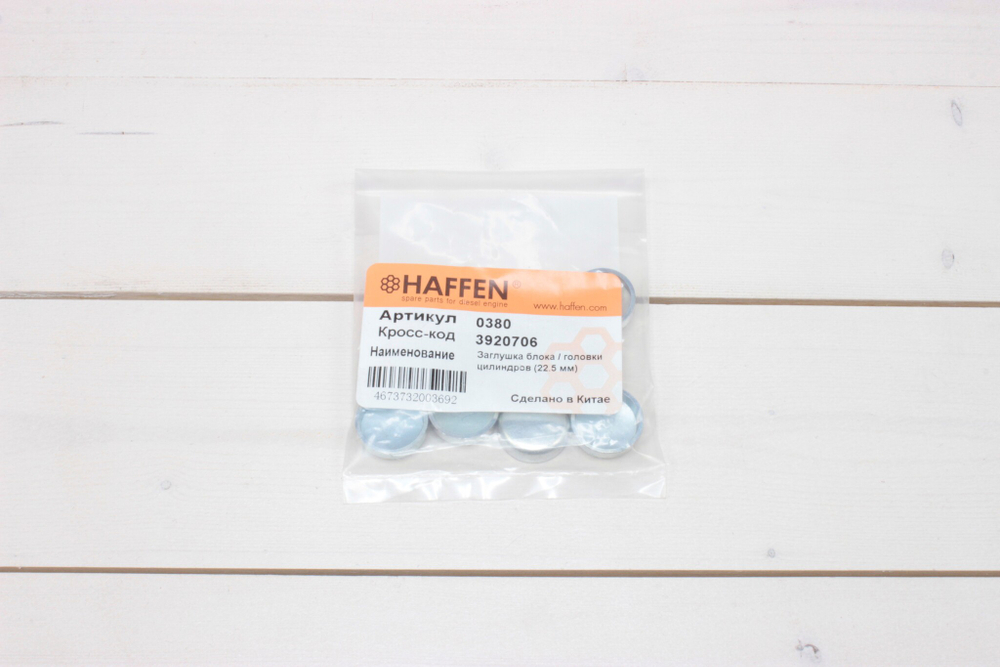 HAFFEN®
spare parts for diesel engine
www.haffen.com
Артикул 0380
Кросс-код 3920706
Наименование Заглушка блока / головки
цилиндров (22.5 мм)
4673732003692
Сделано в Китае